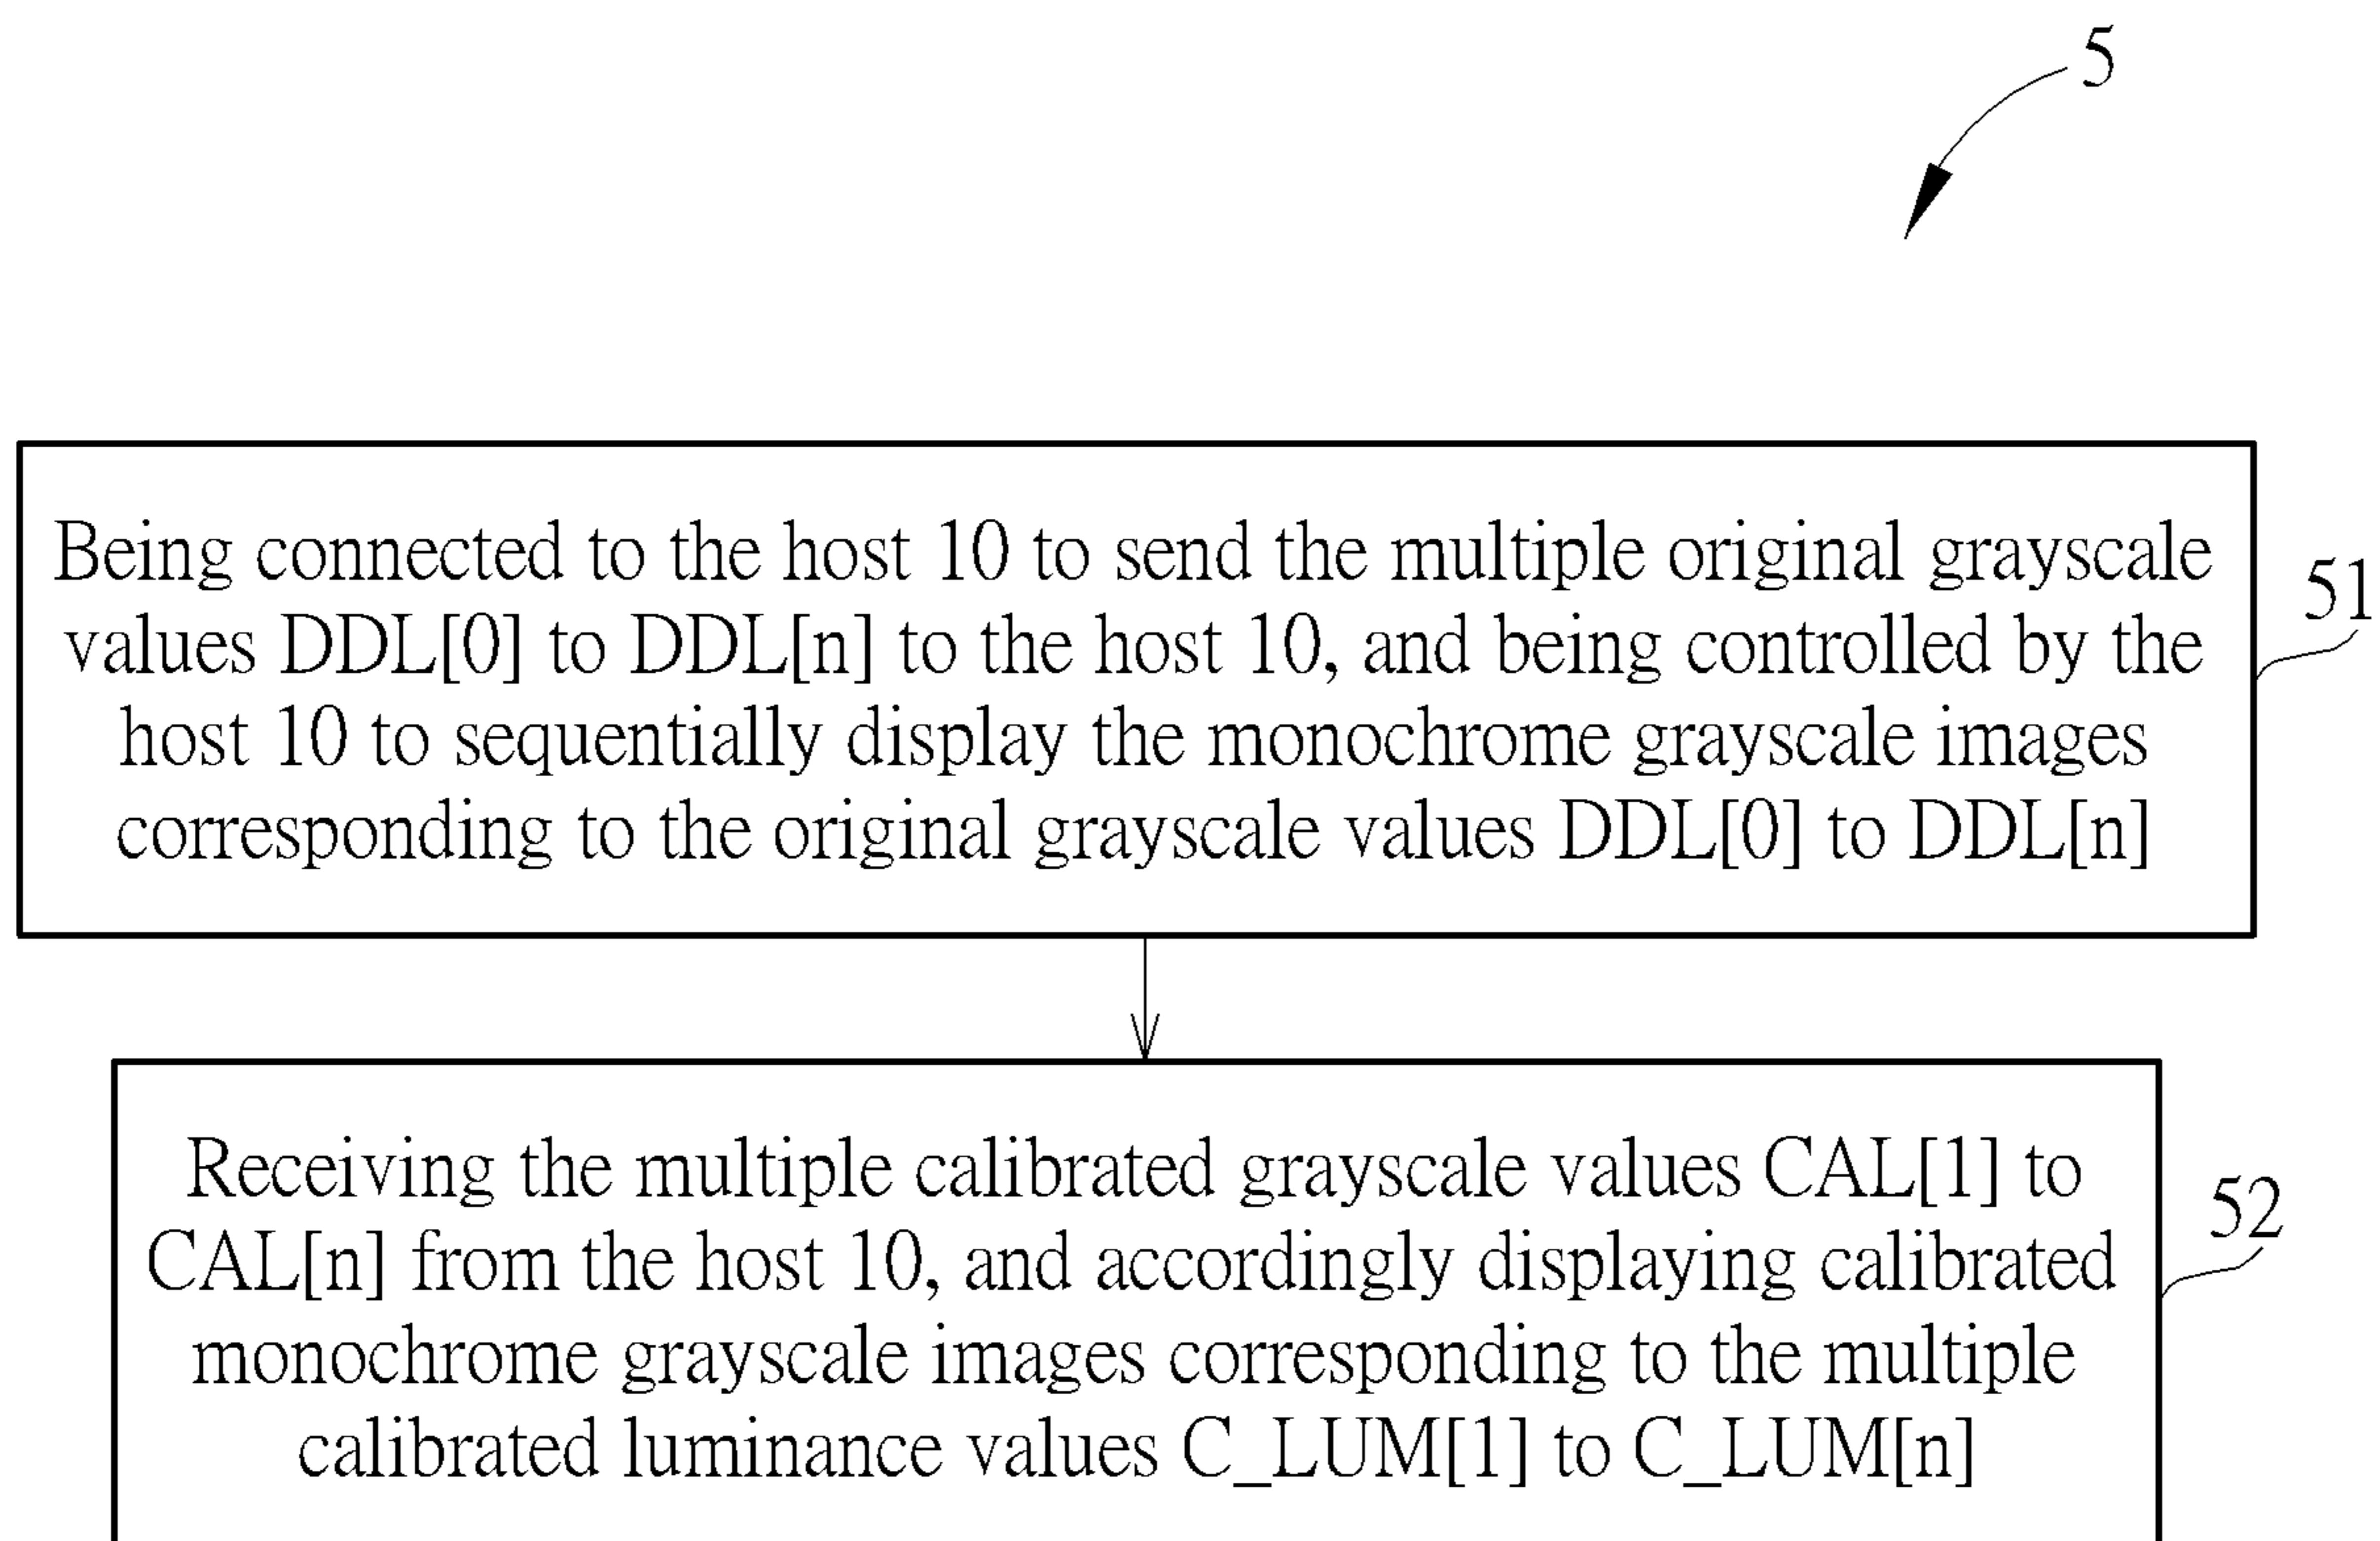 5
Being connected to the host 10 to send the multiple original grayscale
values DDL[0] to DDL[n] to the host 10, and being controlled by the
host 10 to sequentially display the monochrome grayscale images
corresponding to the original grayscale values DDL[0] to DDL[n]
51
Receiving the multiple calibrated grayscale values CAL[1] to
CAL[n] from the host 10, and accordingly displaying calibrated
monochrome grayscale images corresponding to the multiple
calibrated luminance values C_LUM[1] to C_LUM[n]
52